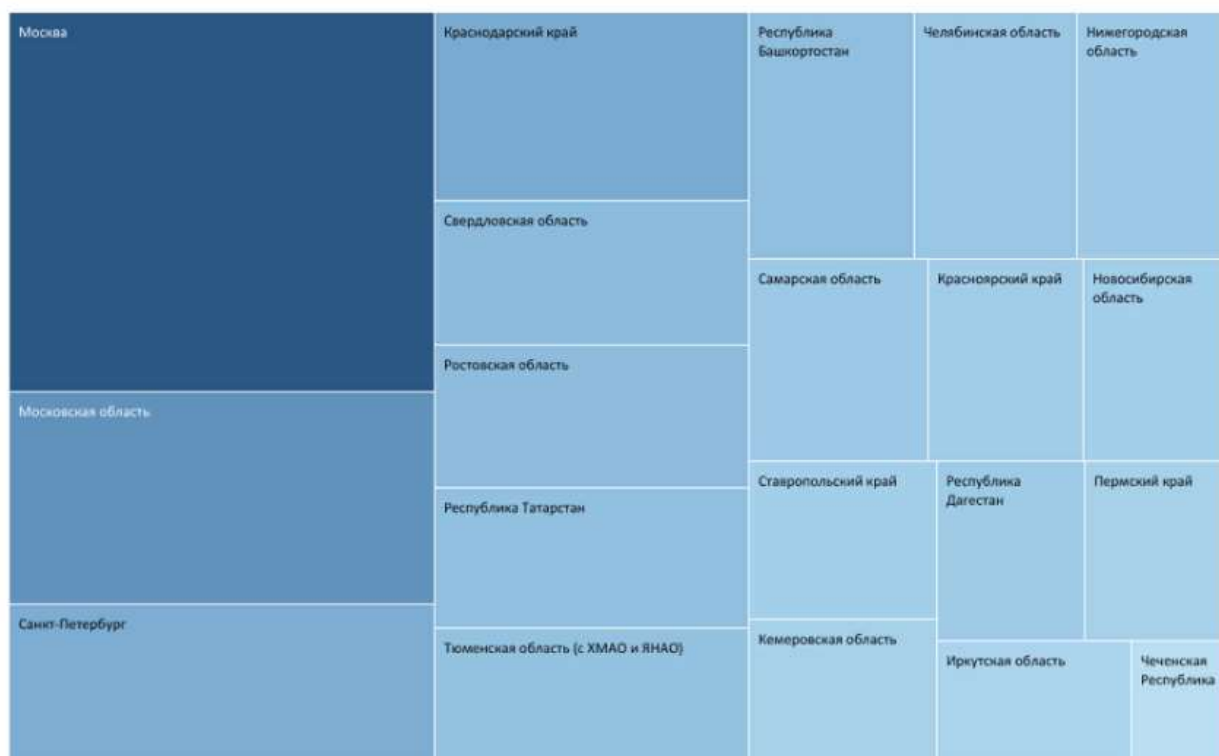 Москва
Московская область
Санкт-Петербург
Краснодарский край
Свердловская область
Ростовская область
Республика Татарстан
Тюменская область (с ХМАО и ЯНАО)
Республика
Башкортостан
Челябинская область
Нижегородская
область
Самарская область
Красноярский край
Новосибирская
область
Ставропольский край
Республика
Дагестан
Пермский край
Кемеровская область
Иркутская область
Чеченская
Республика